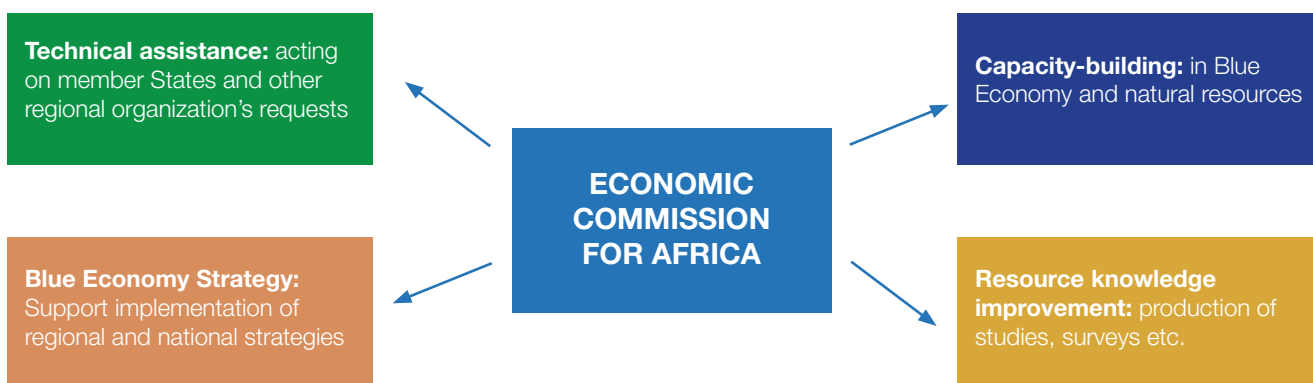 Technical assistance: acting
on member States and other
regional organization’s requests
Capacity-building: in Blue
Economy and natural resources
ECONOMIC
COMMISSION
FOR AFRICA
Blue Economy Strategy:
Support implementation of
regional and national strategies
Resource knowledge
improvement: production of
studies, surveys etc.